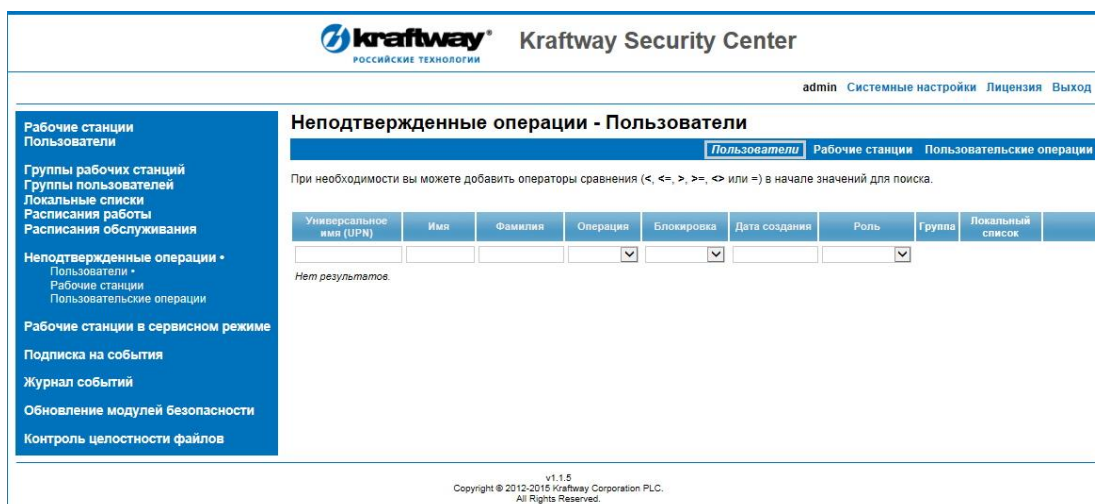 kraftway®
РОССИЙСКИЕ ТЕХНОЛОГИИ
Kraftway Security Center
admin Системные настройки Лицензия Выход
Рабочие станции
Пользователи
Группы рабочих станций
Группы пользователей
Локальные списки
Расписания работы
Расписания обслуживания
Неподтвержденные операции •
Пользователи •
Рабочие станции
Пользовательские операции
Рабочие станции в сервисном режиме
Подписка на события
Журнал событий
Обновление модулей безопасности
Контроль целостности файлов
Неподтвержденные операции - Пользователи
Пользователи Рабочие станции Пользовательские операции
При необходимости вы можете добавить операторы сравнения (<, <=, >, >=, <> или =) в начале значений для поиска.
Универсальное имя (UPN) Имя Фамилия Операция Блокировка Дата создания Роль Группа Локальный список
Нет результатов.
v1.1.5
Copyright © 2012-2015 Kraftway Corporation PLC.
All Rights Reserved.